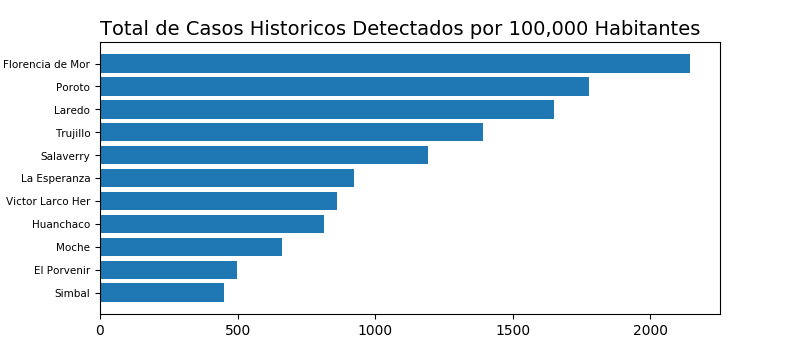 Total de Casos Historicos Detectados por 100,000 Habitantes
Florencia de Mor
Poroto
Laredo
Trujillo
Salaverry
La Esperanza
Victor Larco Her
Huanchaco
Moche
El Porvenir
Simbal
0 500 1000 1500 2000